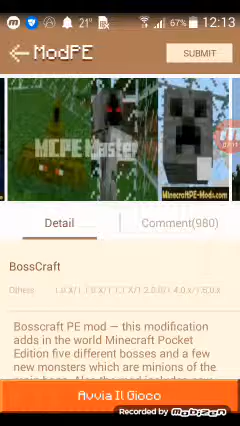 21°
67%
12:13
ModPE
SUBMIT
MCPE Master
MinecraftPE-Mods.com
Detail
Comment(980)
BossCraft
Others
Bosscraft PE mod — this modification
adds in the world Minecraft Pocket
Edition five different bosses and a few
new monsters which are minions of the
Avvia Il Gioco
Recorded by Mobizen